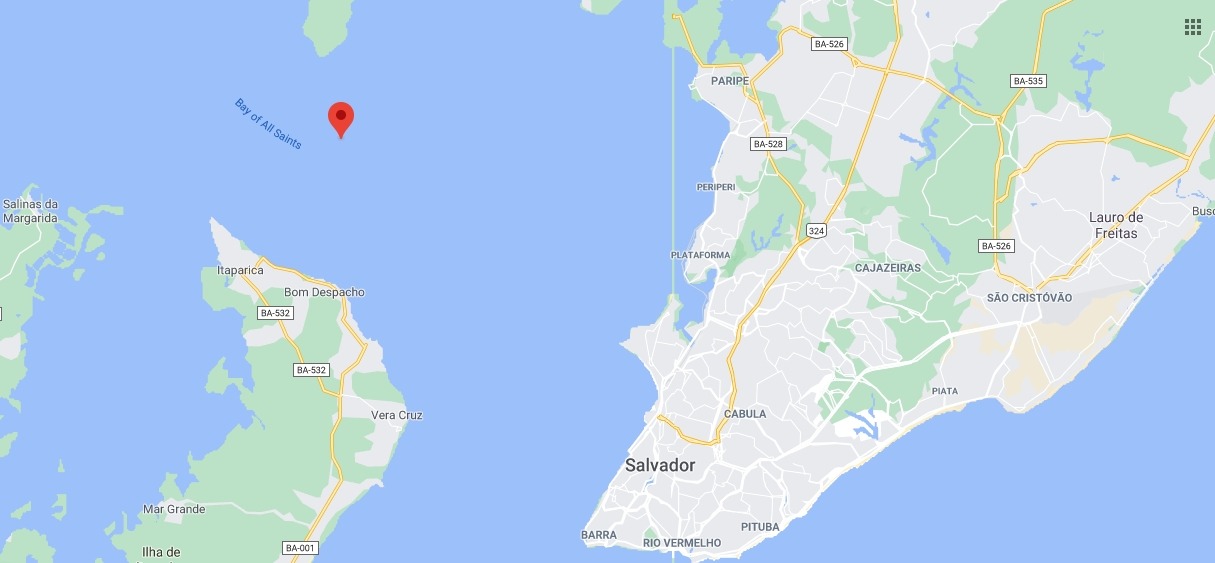 BA-526
PARIPE
BA-535
Bay of All Saints
BA-528
PERIPERI
Salinas da
Margarida
Lauro de
Freitas
324
BA-526
PLATAFORMA
Itaparica
CAJAZEIRAS
Bom Despacho
SÃO CRISTÓVÃO
BA-532
BA-532
PIATA
Vera Cruz
CABULA
Salvador
Mar Grande
PITUBA
BARRA
RIO VERMELHO
BA-001
Ilha de